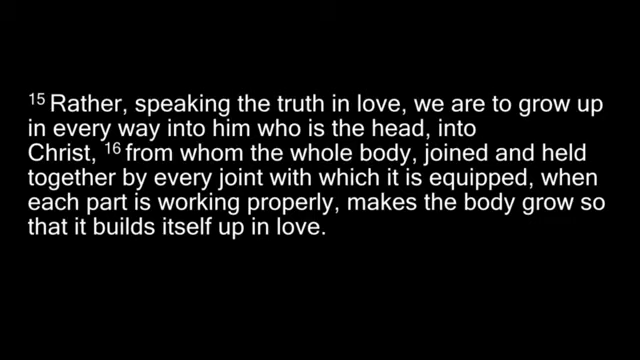 15 Rather, speaking the truth in love, we are to grow up
in every way into him who is the head, into
Christ, 16 from whom the whole body, joined and held
together by every joint with which it is equipped, when
each part is working properly, makes the body grow so
that it builds itself up in love.